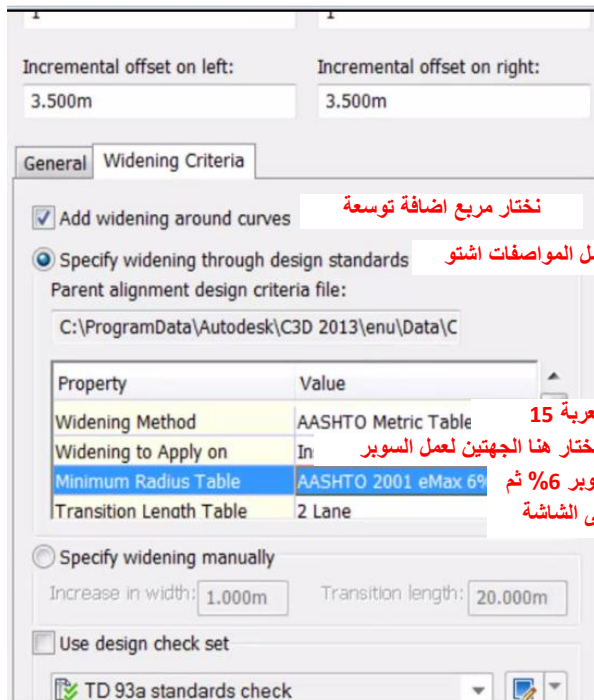 1 1
Incremental offset on left: Incremental offset on right:
3.500m 3.500m
General Widening Criteria
Add widening around curves نختار مربع اضافة توسعة
Specify widening through design standards المواصفات اشتو
Parent alignment design criteria file:
C:\ProgramData\Autodesk\C3D 2013\enu\Data\C
Property Value
Widening Method AASHTO Metric Table 15
Widening to Apply on In هنا الجهتين لعمل السوبر
Minimum Radius Table AASHTO 2001 eMax 6% 6% ثم
Transition Length Table 2 Lane الشاشة
Specify widening manually
Increase in width: 1.000m Transition length: 20.000m
Use design check set
TD 93a standards check